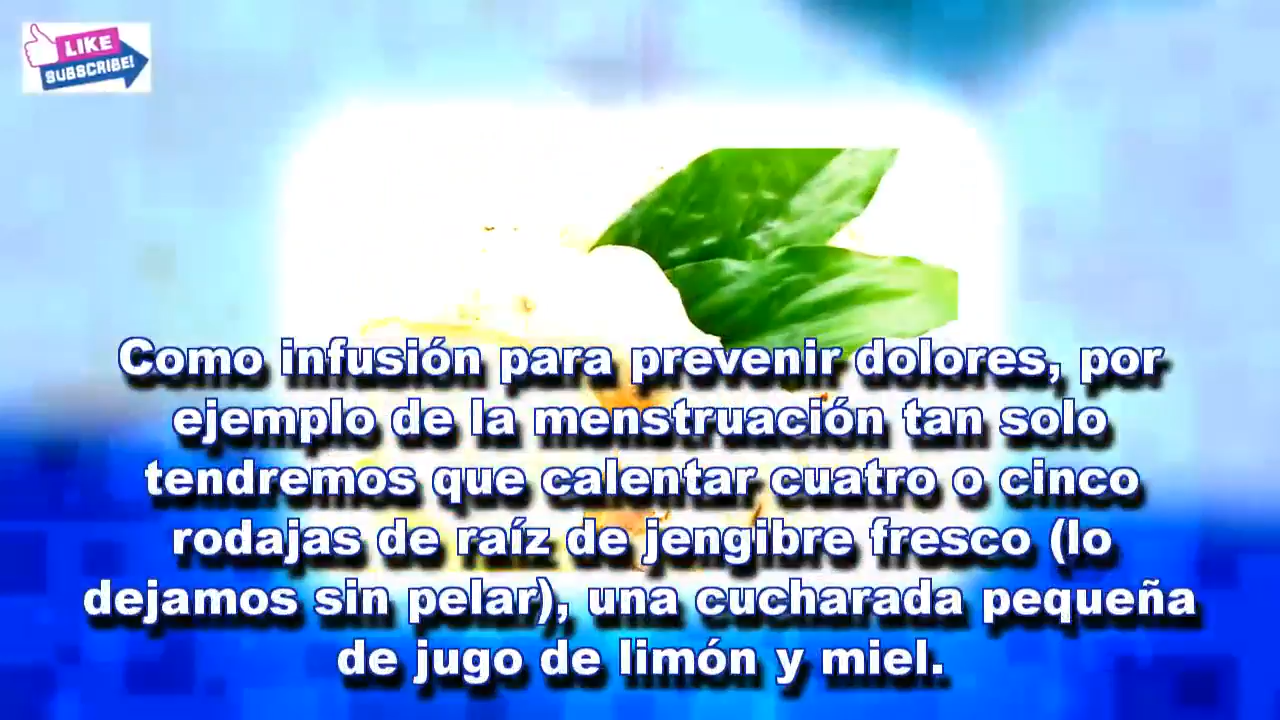 LIKE
SUBSCRIBE!
Como infusión para prevenir dolores, por
ejemplo de la menstruación tan solo
tendremos que calentar cuatro o cinco
rodajas de raíz de jengibre fresco (lo
dejamos sin pelar), una cucharada pequeña
de jugo de limón y miel.